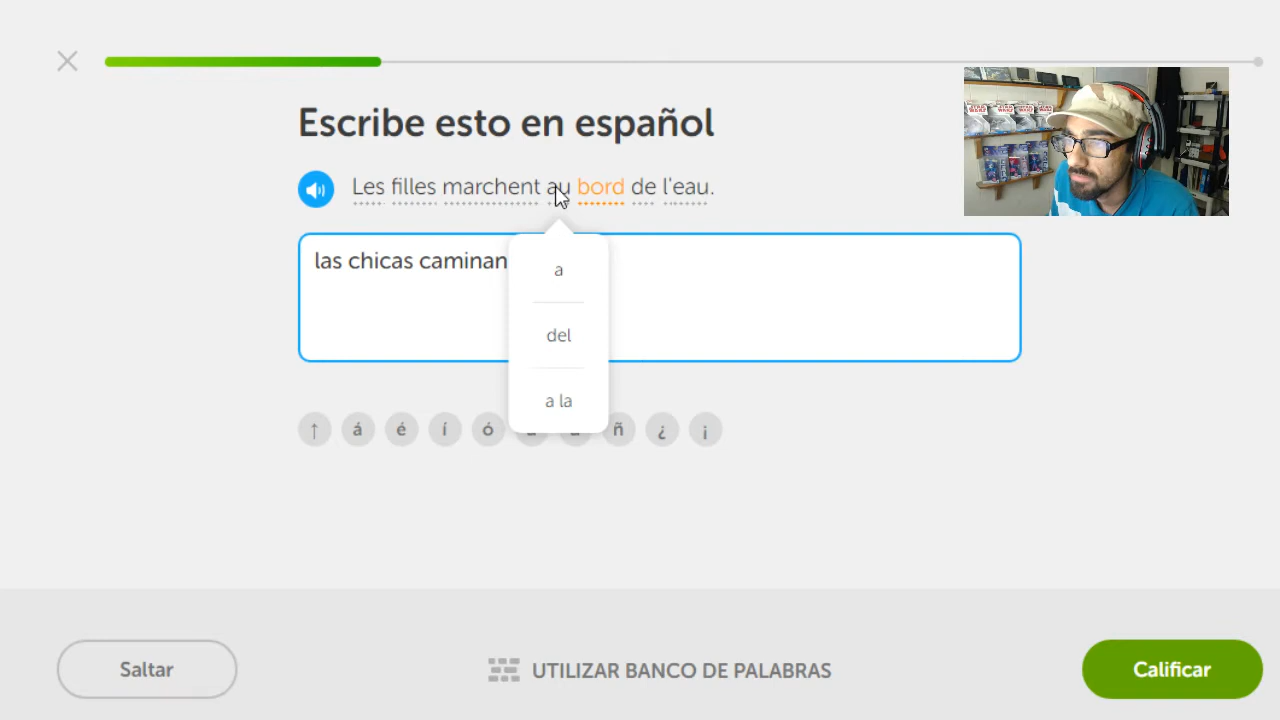 Escribe esto en español
Les filles marchent au bord de l'eau.
las chicas caminan
a
del
a la
↑ á é í ó ñ ¿ ¡
Saltar
UTILIZAR BANCO DE PALABRAS
Calificar